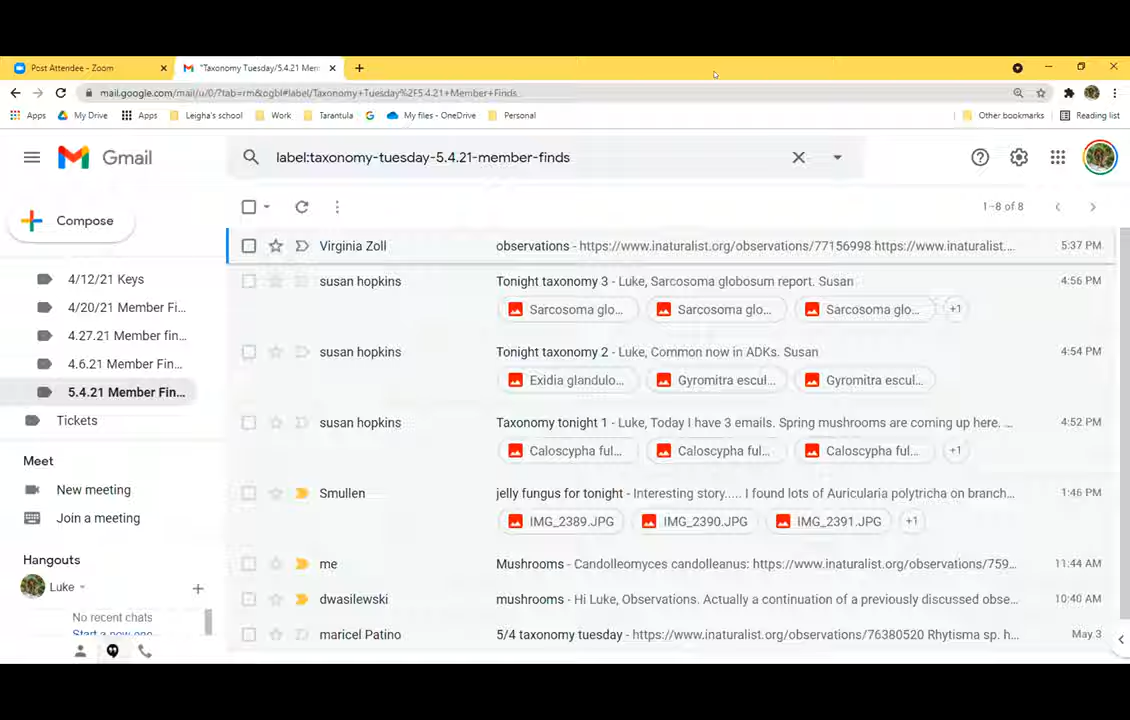 Post Attendee - Zoom
"Taxonomy Tuesday/5.4.21 Mem
mail.google.com/mail/u/0/?tab=rm&ogbl#label/Taxonomy+Tuesday%2F5.4.21+Member+Finds
Apps My Drive Apps Leigha's school Work Tarantula My files - OneDrive Personal Other bookmarks Reading list
Gmail
label:taxonomy-tuesday-5.4.21-member-finds
Compose
1–8 of 8
Virginia Zoll observations - https://www.inaturalist.org/observations/77156998 https://www.inaturalist.... 5:37 PM
4/12/21 Keys
susan hopkins Tonight taxonomy 3 - Luke, Sarcosoma globosum report. Susan 4:56 PM
4/20/21 Member Fi...
Sarcosoma glo... Sarcosoma glo... Sarcosoma glo... +1
4.27.21 Member fin...
susan hopkins Tonight taxonomy 2 - Luke, Common now in ADKs. Susan 4:54 PM
4.6.21 Member Fin...
Exidia glandulo... Gyromitra escul... Gyromitra escul...
5.4.21 Member Fin...
Tickets
susan hopkins Taxonomy tonight 1 - Luke, Today I have 3 emails. Spring mushrooms are coming up here. ... 4:52 PM
Caloscypha ful... Caloscypha ful... Caloscypha ful... +1
Meet
New meeting
Smullen jelly fungus for tonight - Interesting story..... I found lots of Auricularia polytricha on branch... 1:46 PM
Join a meeting
IMG_2389.JPG IMG_2390.JPG IMG_2391.JPG +1
Hangouts
me Mushrooms - Candolleomyces candolleanus: https://www.inaturalist.org/observations/759... 11:44 AM
Luke
dwasilewski mushrooms - Hi Luke, Observations. Actually a continuation of a previously discussed obse... 10:40 AM
No recent chats
Start a new one
maricel Patino 5/4 taxonomy tuesday - https://www.inaturalist.org/observations/76380520 Rhytisma sp. h... May 3